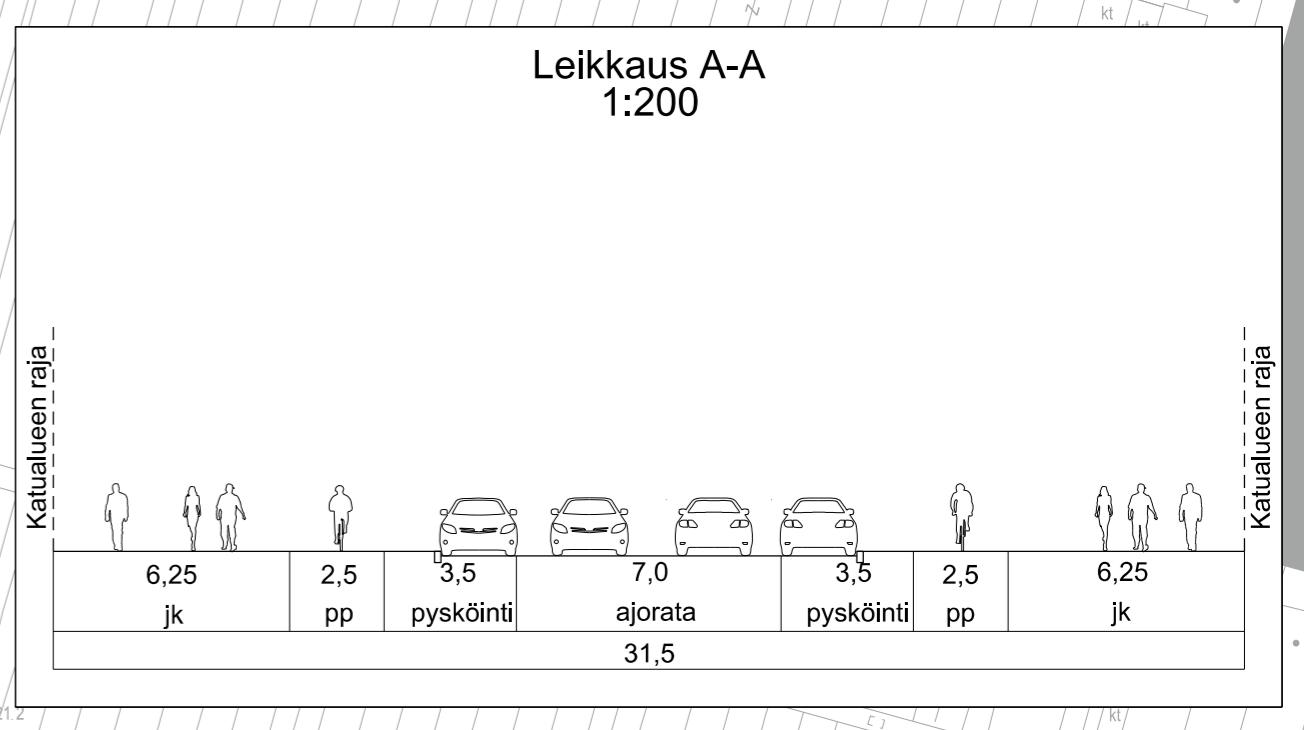 kt
kt
Leikkaus A-A
1:200
Katualueen raja
Katualueen raja
6,25 2,5 3,5 7,0 3,5 2,5 6,25
jk pp pysköinti ajorata pysköinti pp jk
31,5
kt